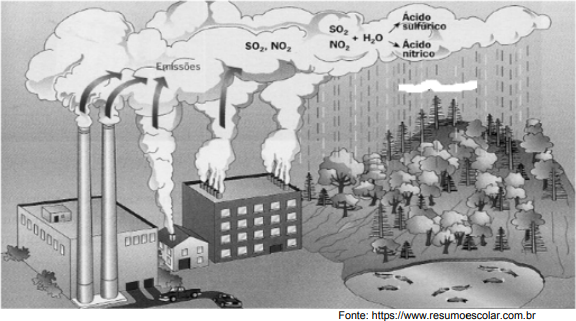 Emissões
SO2, NO2
SO2
NO2
+ H2O
Ácido
sulfúrico
Ácido
nítrico
Fonte: https://www.resumoescolar.com.br